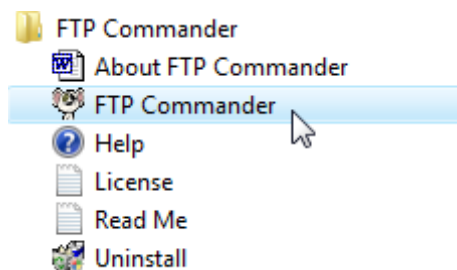 FTP Commander
About FTP Commander
FTP Commander
Help
License
Read Me
Uninstall